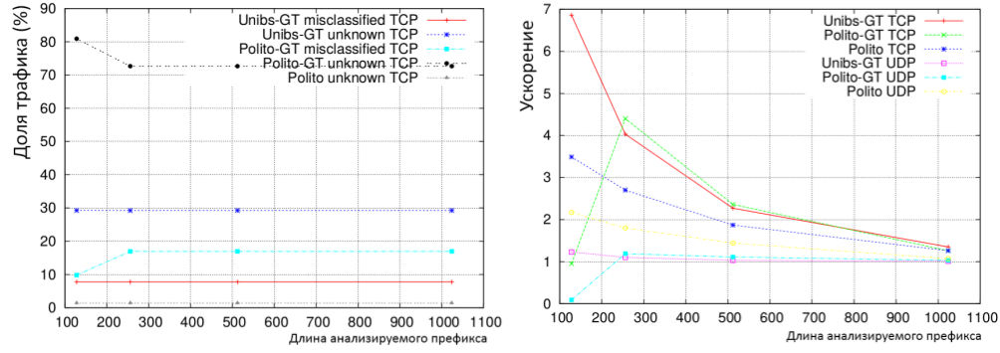 Доля трафика (%)
90
80
70
60
50
40
30
20
10
0
Unibs-GT misclassified TCP
Unibs-GT unknown TCP
Polito-GT misclassified TCP
Polito-GT unknown TCP
Polito unknown TCP
100 200 300 400 500 600 700 800 900 1000 1100
Длина анализируемого префикса
Ускорение
7
6
5
4
3
2
1
0
Unibs-GT TCP
Polito-GT TCP
Polito TCP
Unibs-GT UDP
Polito-GT UDP
Polito UDP
100 200 300 400 500 600 700 800 900 1000 1100
Длина анализируемого префикса